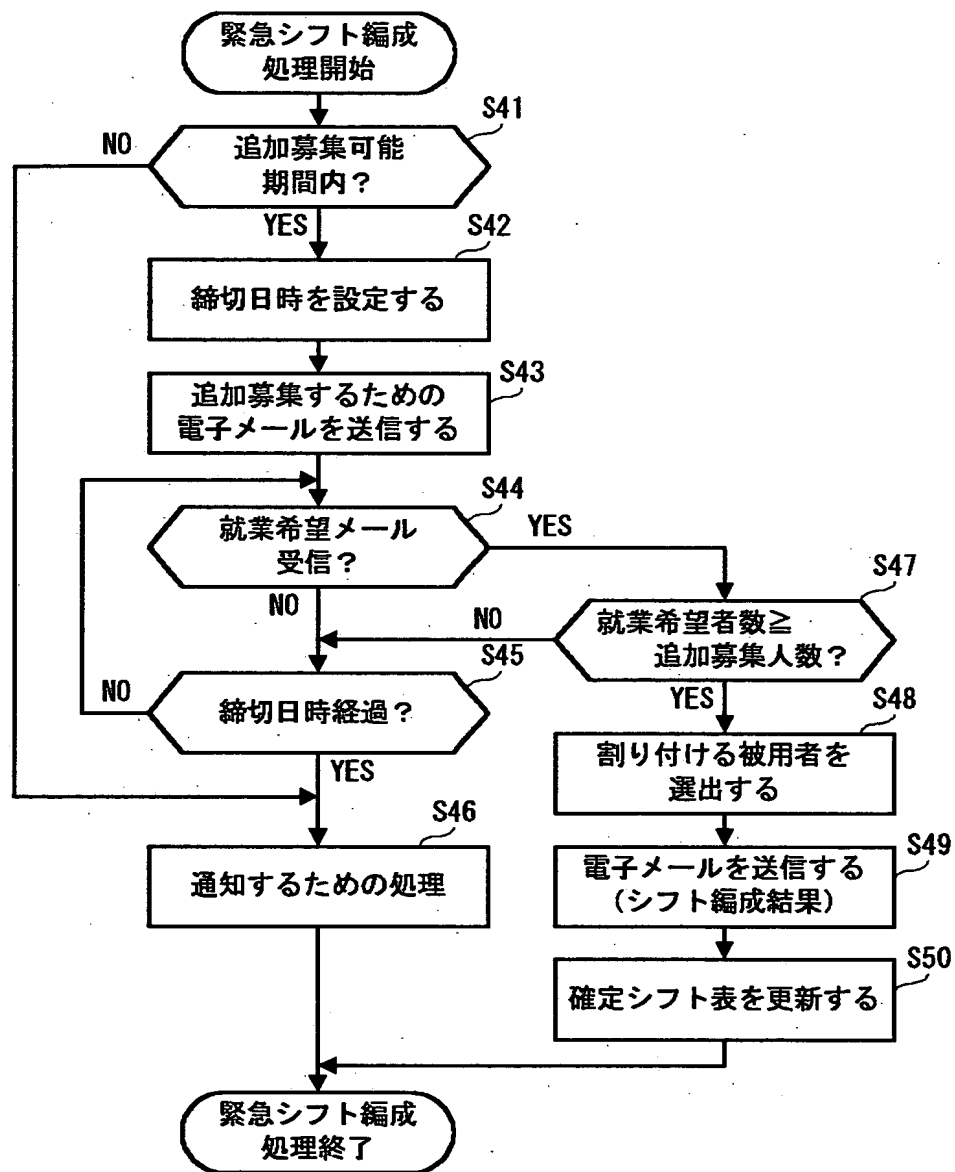 緊急シフト編成
処理開始
S41
NO
追加募集可能
期間内?
YES
S42
締切日時を設定する
S43
追加募集するための
電子メールを送信する
S44
就業希望メール
受信?
YES
NO
S47
就業希望者数≧
追加募集人数?
NO
S45
NO
締切日時経過?
YES
YES
S48
割り付ける被用者を
選出する
S46
通知するための処理
S49
電子メールを送信する
(シフト編成結果)
S50
確定シフト表を更新する
緊急シフト編成
処理終了